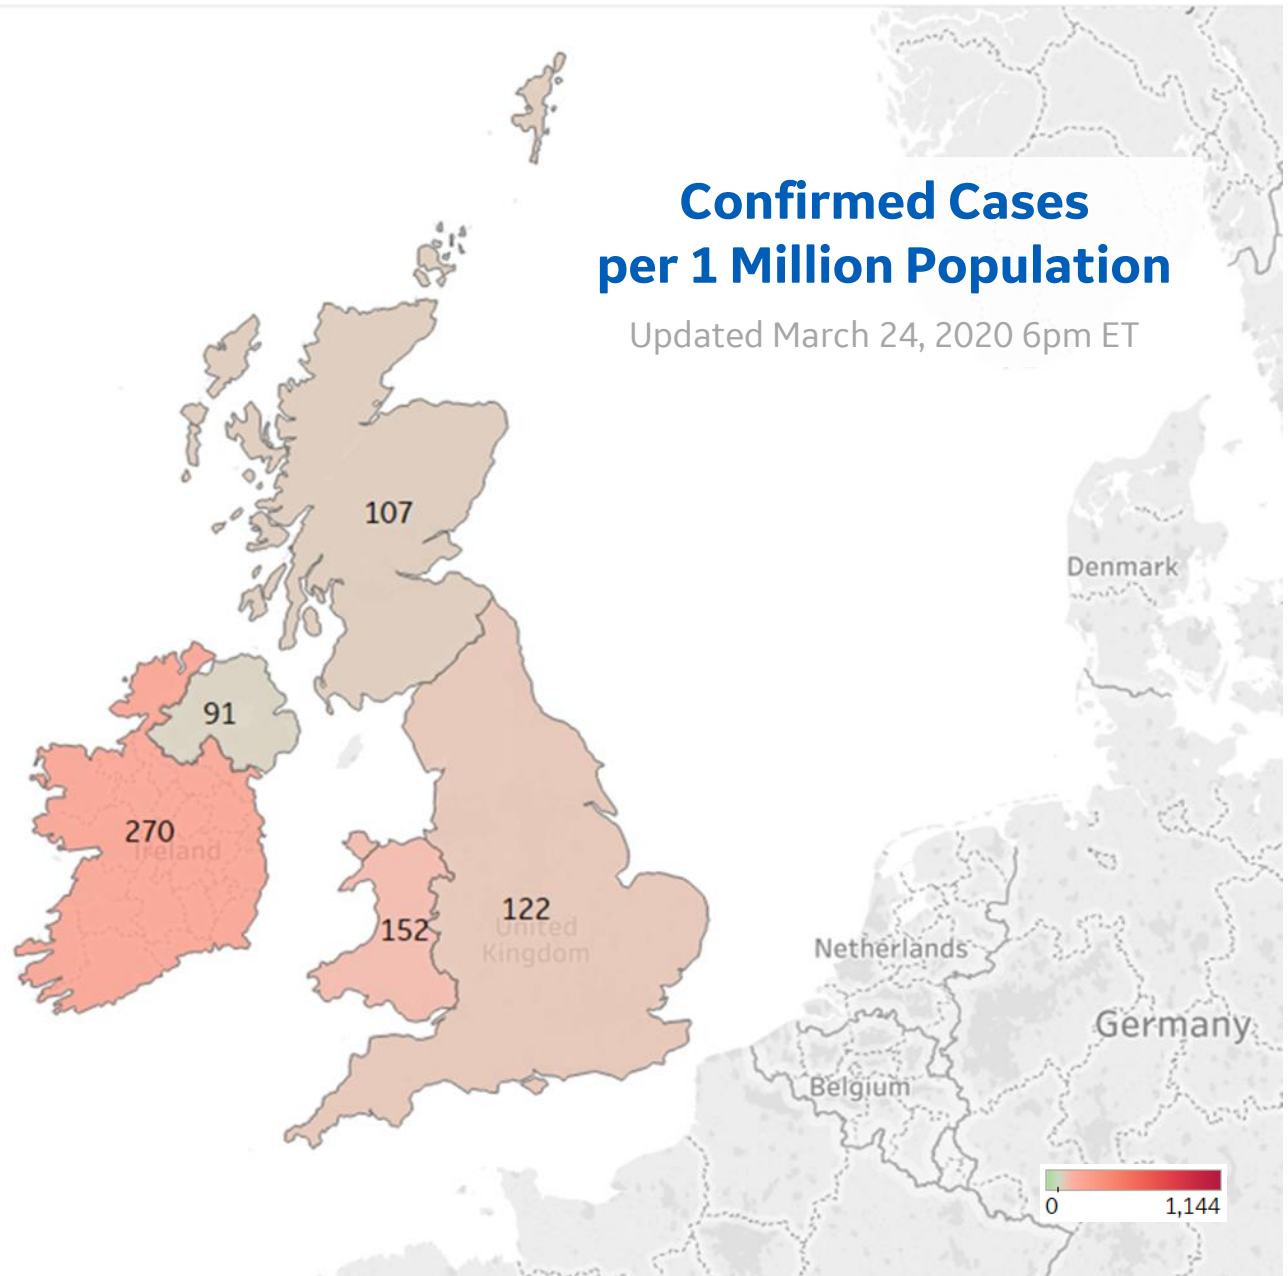 Confirmed Cases
per 1 Million Population
Updated March 24, 2020 6pm ET
107
Denmark
91
270
Ireland
122
152
United
Kingdom
Netherlands
Germany
Belgium
0 1,144